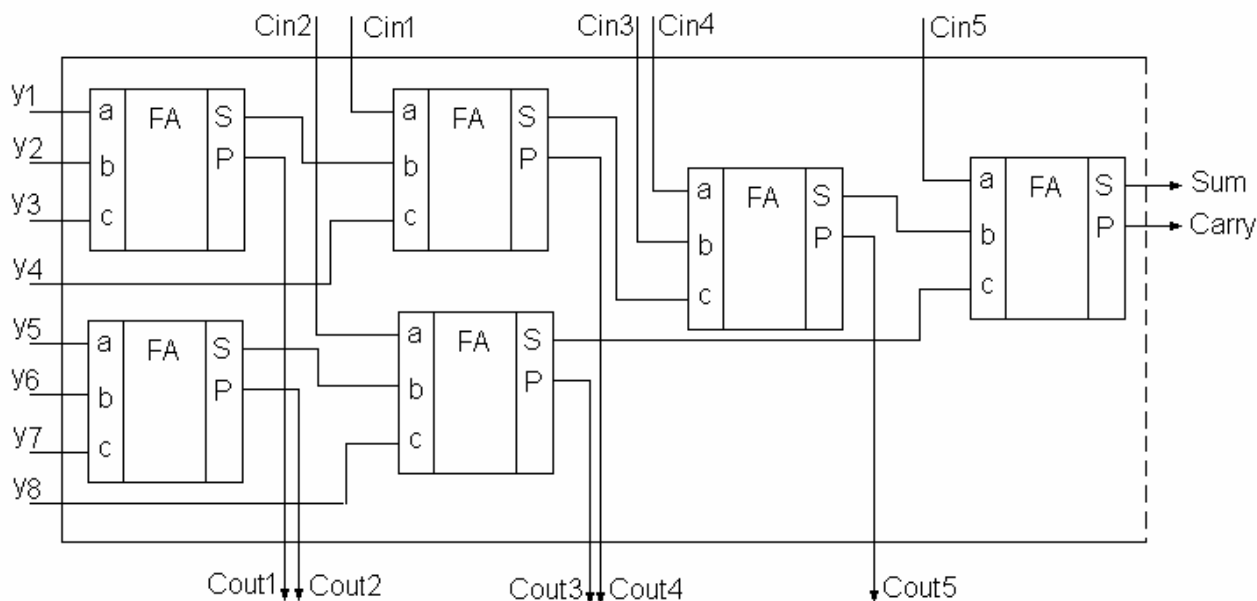 Cin2 Cin1 Cin3 Cin4 Cin5
y1 a FA S
y2 b P
y3 c
y4
a FA S
b P
c
a FA S
b P
c
a FA S Sum
b P Carry
c
y5 a FA S
y6 b P
y7 c
y8
a FA S
b P
c
Cout1 Cout2 Cout3 Cout4 Cout5